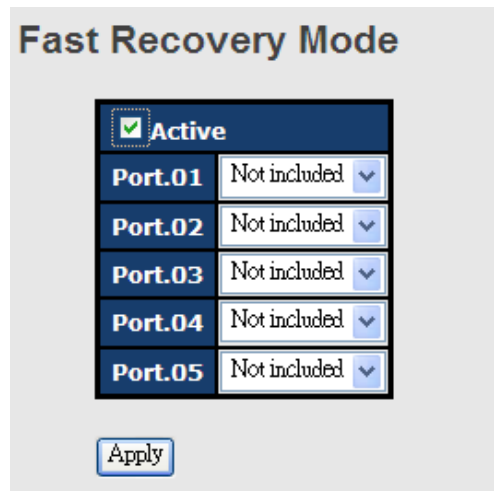 Fast Recovery Mode
Active
Port.01 Not included
Port.02 Not included
Port.03 Not included
Port.04 Not included
Port.05 Not included
Apply